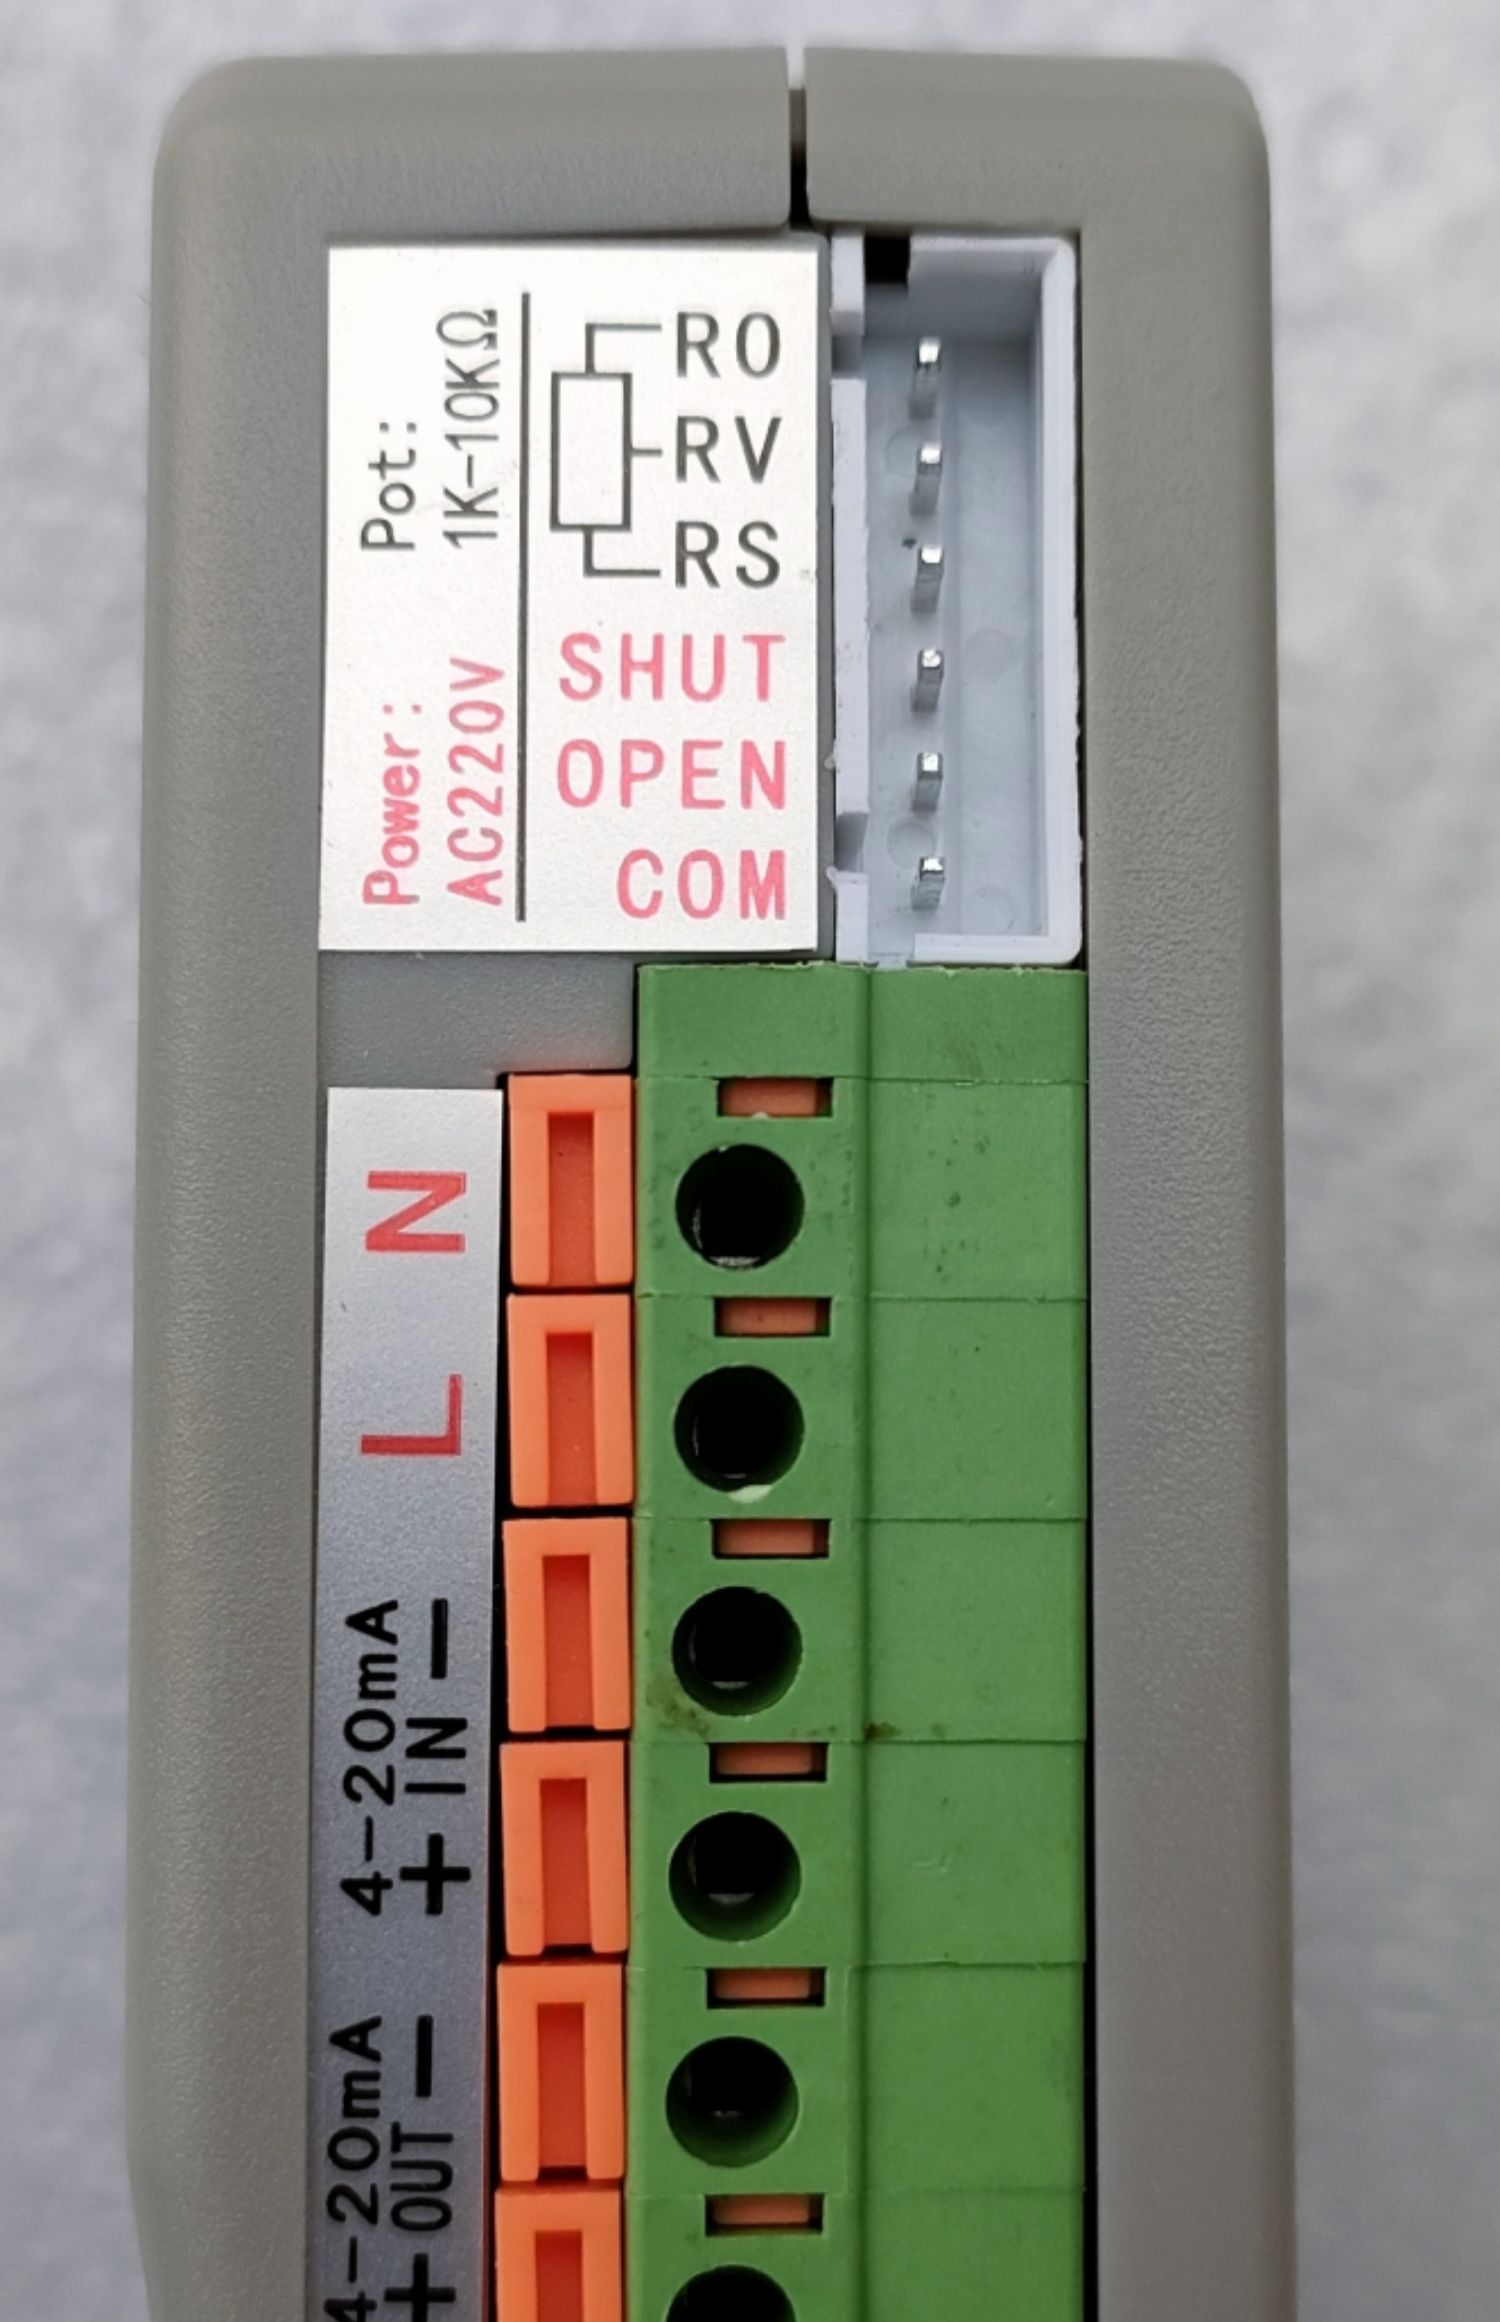 Pot:
1K-10KΩ
Power:
AC220V
RO
RV
RS
SHUT
OPEN
COM
N
L
4-20mA
+ IN -
4-20mA
+ OUT -